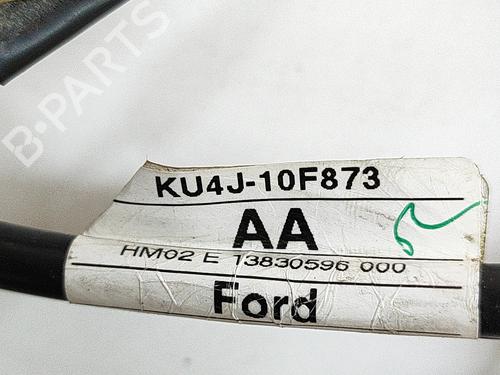 B-PARTS
KU4J-10F873
AA
HM02 E 13830596 000
Ford